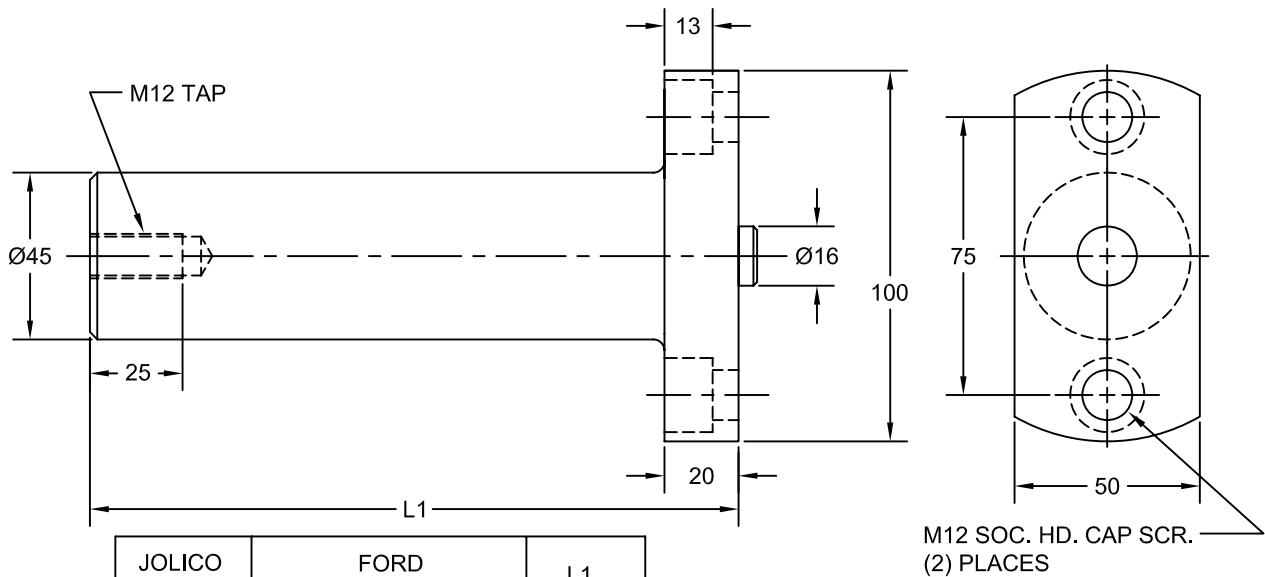 13
M12 TAP
Ø45
Ø16
75
100
25
20
50
L1
M12 SOC. HD. CAP SCR.
(2) PLACES
JOLICO
FORD
L1